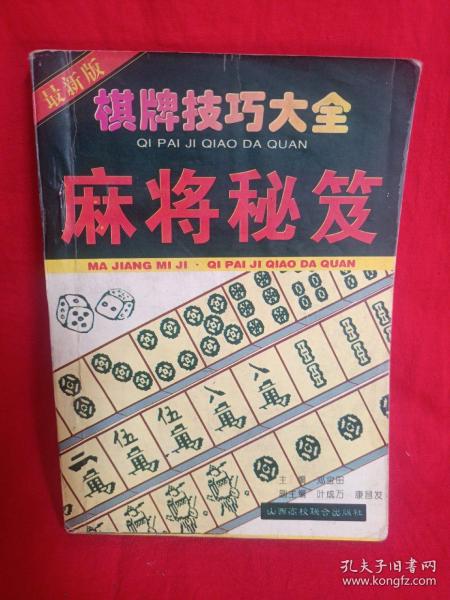 最新版
棋牌技巧大全
QI PAI JI QIAO DA QUAN
麻将秘笈
MA JIANG MI JI · QI PAI JI QIAO DA QUAN
八 八
萬 萬
伍 伍
萬 萬
二
萬
主 编 冯宝田
副主编 叶成万 康昌发
山西高校联合出版社
孔夫子旧书网
www.kongfz.com